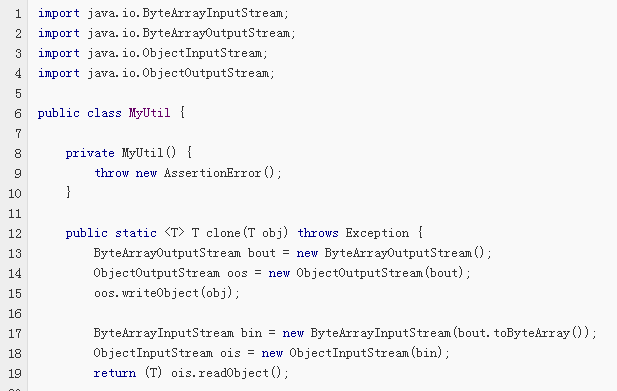 1 import java.io.ByteArrayInputStream;
2 import java.io.ByteArrayOutputStream;
3 import java.io.ObjectInputStream;
4 import java.io.ObjectOutputStream;
5
6 public class MyUtil {
7
8     private MyUtil() {
9         throw new AssertionError();
10     }
11
12     public static <T> T clone(T obj) throws Exception {
13         ByteArrayOutputStream bout = new ByteArrayOutputStream();
14         ObjectOutputStream oos = new ObjectOutputStream(bout);
15         oos.writeObject(obj);
16
17         ByteArrayInputStream bin = new ByteArrayInputStream(bout.toByteArray());
18         ObjectInputStream ois = new ObjectInputStream(bin);
19         return (T) ois.readObject();